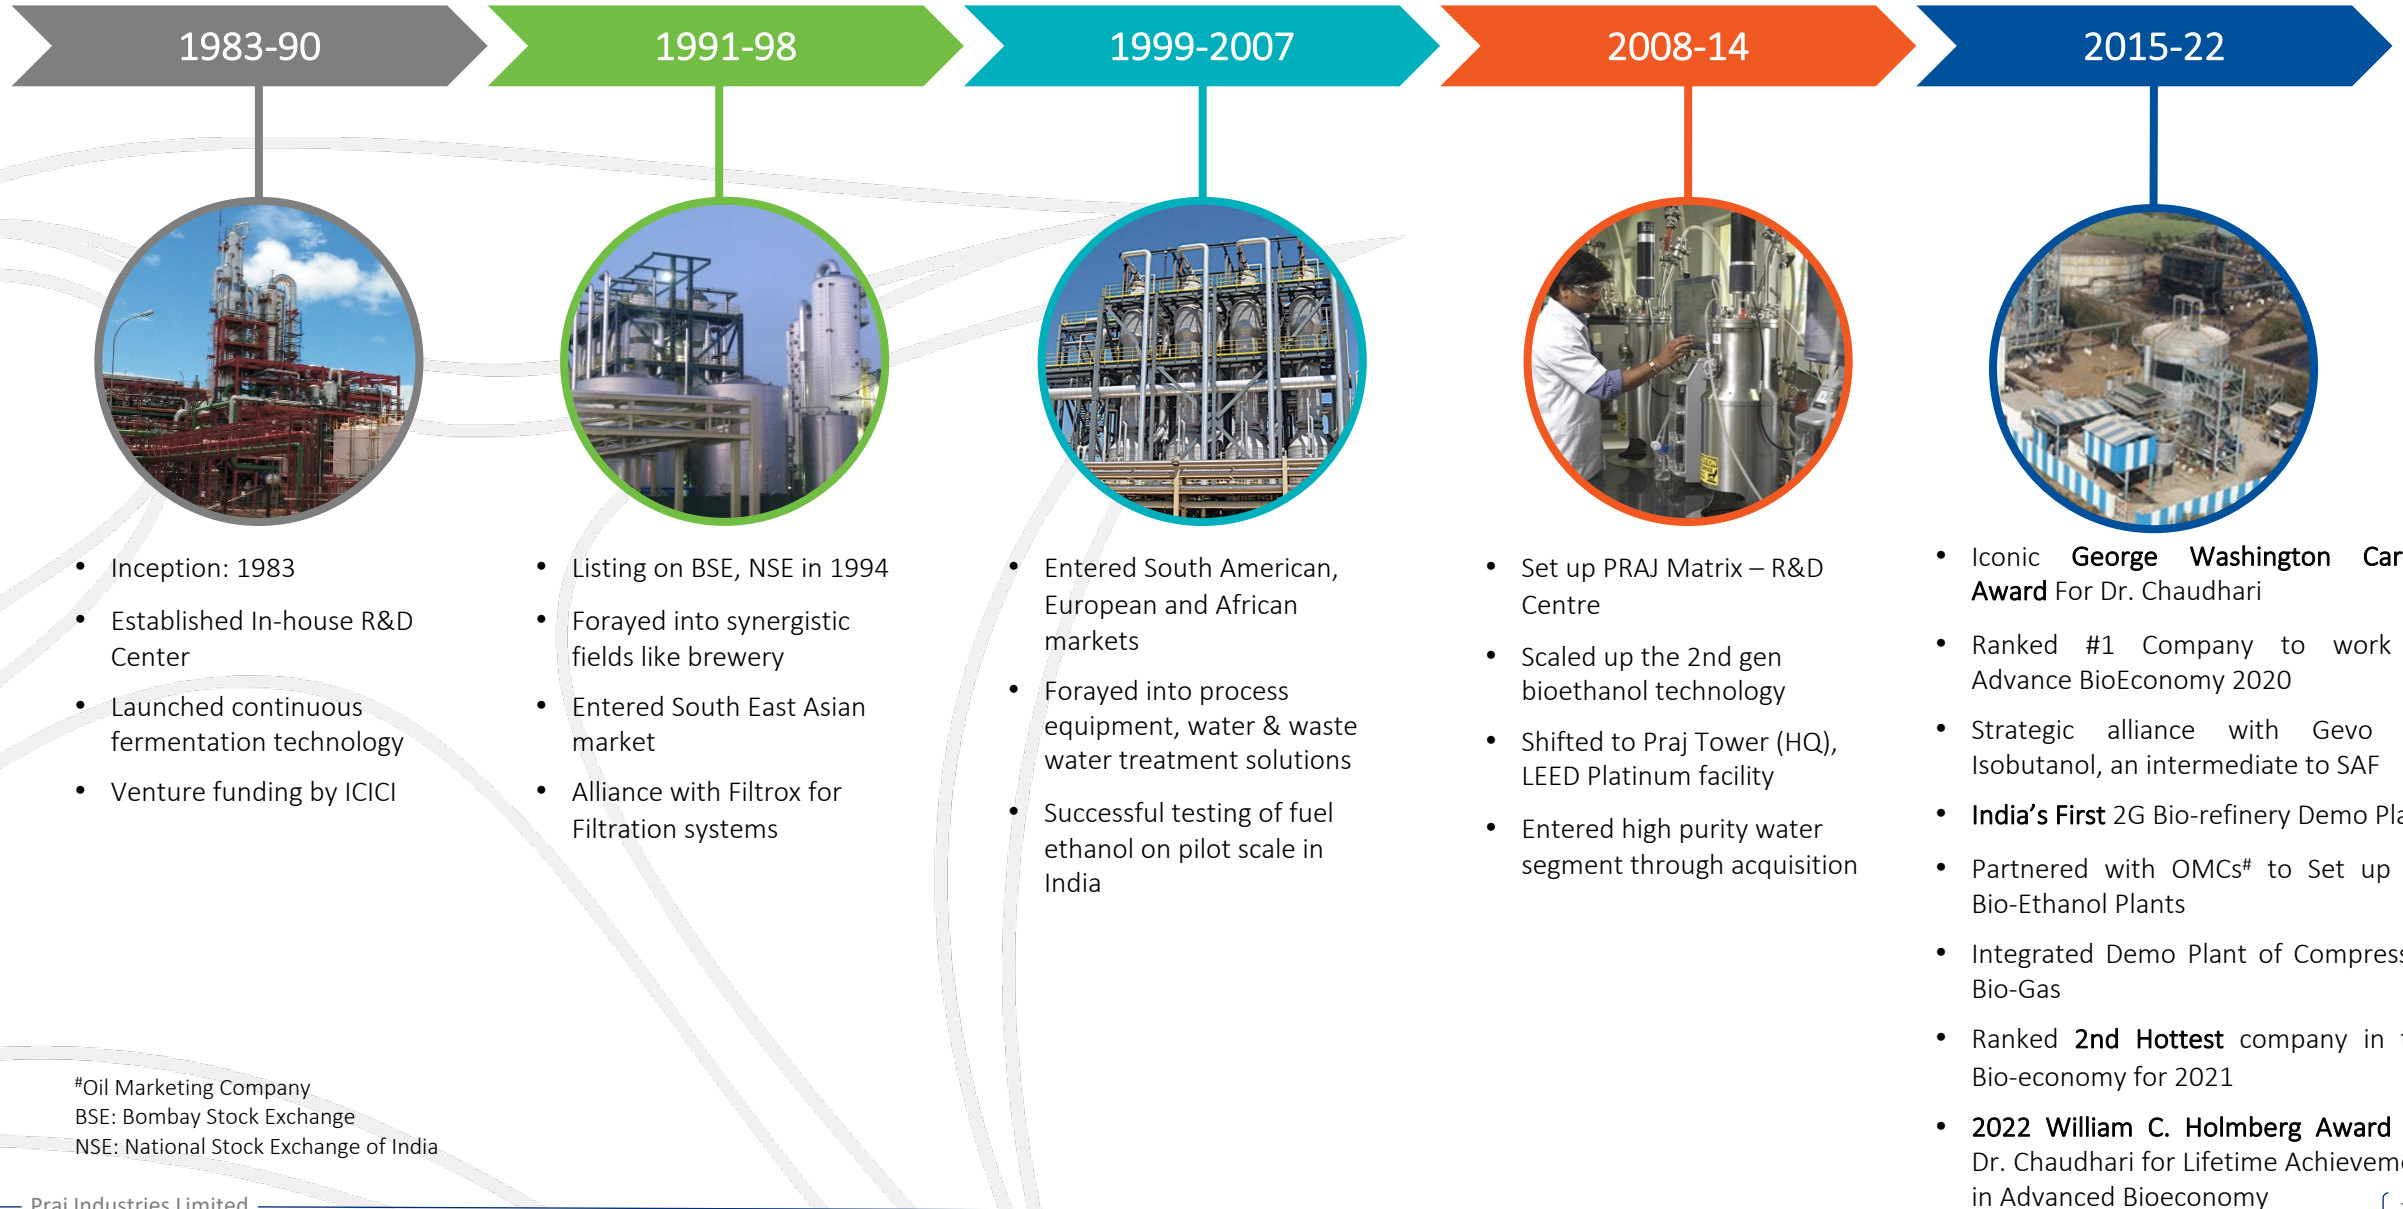 1983-90
1991-98
1999-2007
2008-14
2015-22
• Inception: 1983
• Established In-house R&D
Center
• Launched continuous
fermentation technology
• Venture funding by ICICI
• Listing on BSE, NSE in 1994
• Forayed into synergistic
fields like brewery
• Entered South East Asian
market
• Alliance with Filtrox for
Filtration systems
• Entered South American,
European and African
markets
• Forayed into process
equipment, water & waste
water treatment solutions
• Successful testing of fuel
ethanol on pilot scale in
India
• Set up PRAJ Matrix – R&D
Centre
• Scaled up the 2nd gen
bioethanol technology
• Shifted to Praj Tower (HQ),
LEED Platinum facility
• Entered high purity water
segment through acquisition
• Iconic George Washington
Award For Dr. Chaudhari
• Ranked #1 Company to work
Advance BioEconomy 2020
• Strategic alliance with Gevo
Isobutanol, an intermediate to SAF
• India's First 2G Bio-refinery Demo
• Partnered with OMCs# to Set up
Bio-Ethanol Plants
• Integrated Demo Plant of
Bio-Gas
• Ranked 2nd Hottest company in
Bio-economy for 2021
• 2022 William C. Holmberg Award
Dr. Chaudhari for Lifetime
in Advanced Bioeconomy
#Oil Marketing Company
BSE: Bombay Stock Exchange
NSE: National Stock Exchange of India
Praj Industries Limited